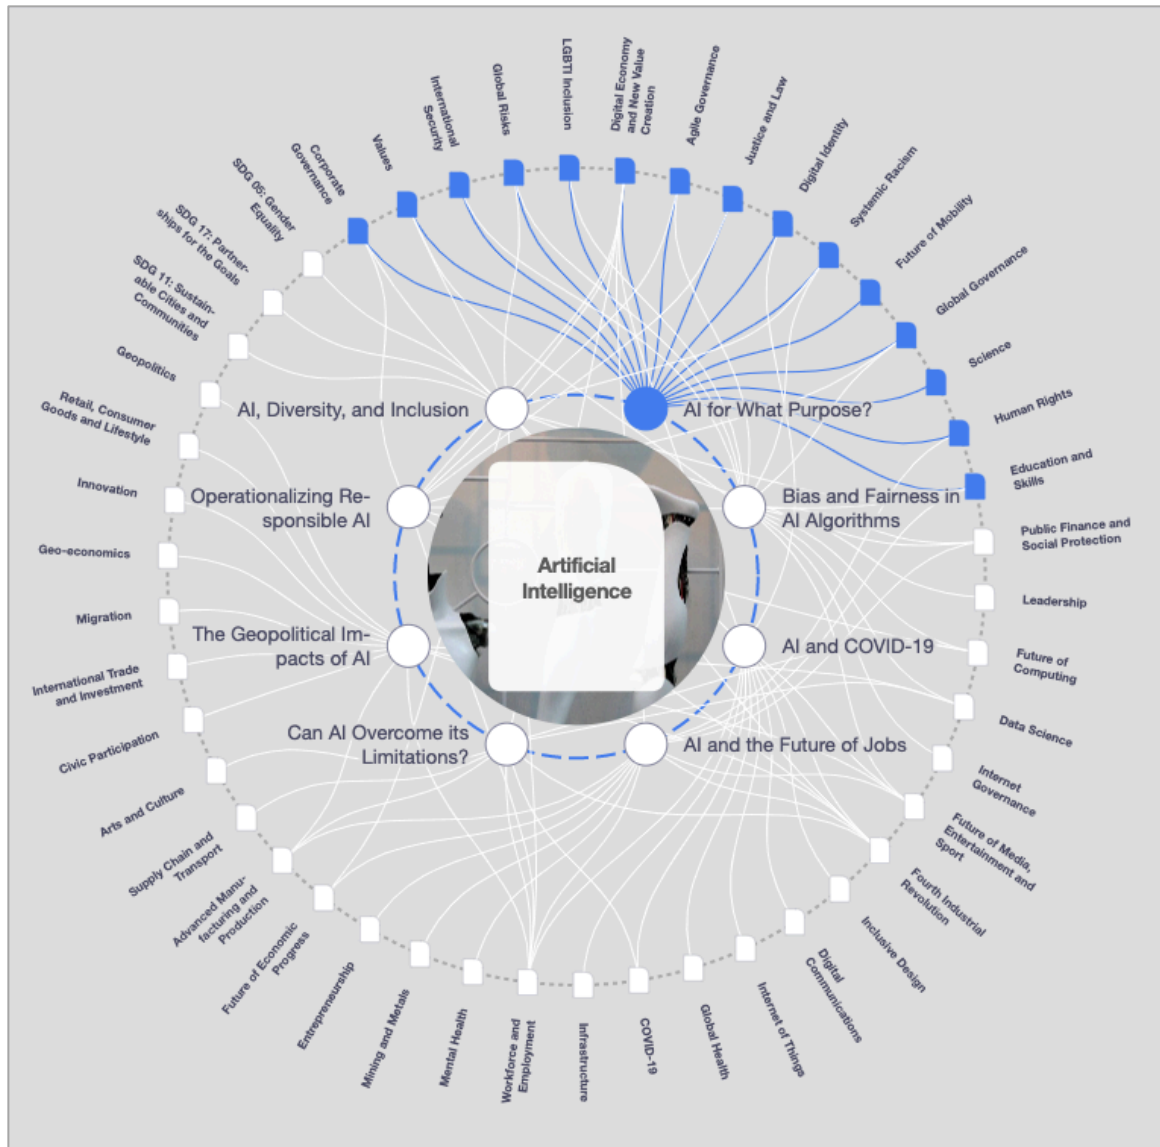 Artificial
Intelligence
AI for What Purpose?
Bias and Fairness in
AI Algorithms
AI and COVID-19
AI and the Future of Jobs
Can AI Overcome its
Limitations?
The Geopolitical Im-
pacts of AI
Operationalizing Re-
sponsible AI
AI, Diversity, and Inclusion
Corporate
Governance
Values
International
Security
Global Risks
LGBTI Inclusion
Digital Economy
and New Value
Creation
Agile Governance
Justice and Law
Digital Identity
Systemic Racism
Future of Mobility
Global Governance
Science
Human Rights
Education and
Skills
Public Finance and
Social Protection
Leadership
Future of
Computing
Data Science
Internet
Governance
Future of Media,
Entertainment and
Sport
Fourth Industrial
Revolution
Inclusive Design
Digital
Communications
Internet of Things
Global Health
COVID-19
Infrastructure
Workforce and
Employment
Mental Health
Mining and Metals
Entrepreneurship
Future of Economic
Progress
Advanced Manu-
facturing and
Production
Supply Chain and
Transport
Arts and Culture
Civic Participation
International Trade
and Investment
Migration
Geo-economics
Innovation
Retail, Consumer
Goods and Lifestyle
Geopolitics
SDG 11: Sustain-
able Cities and
Communities
SDG 17: Partner-
ships for the Goals
SDG 05: Gender
Equality